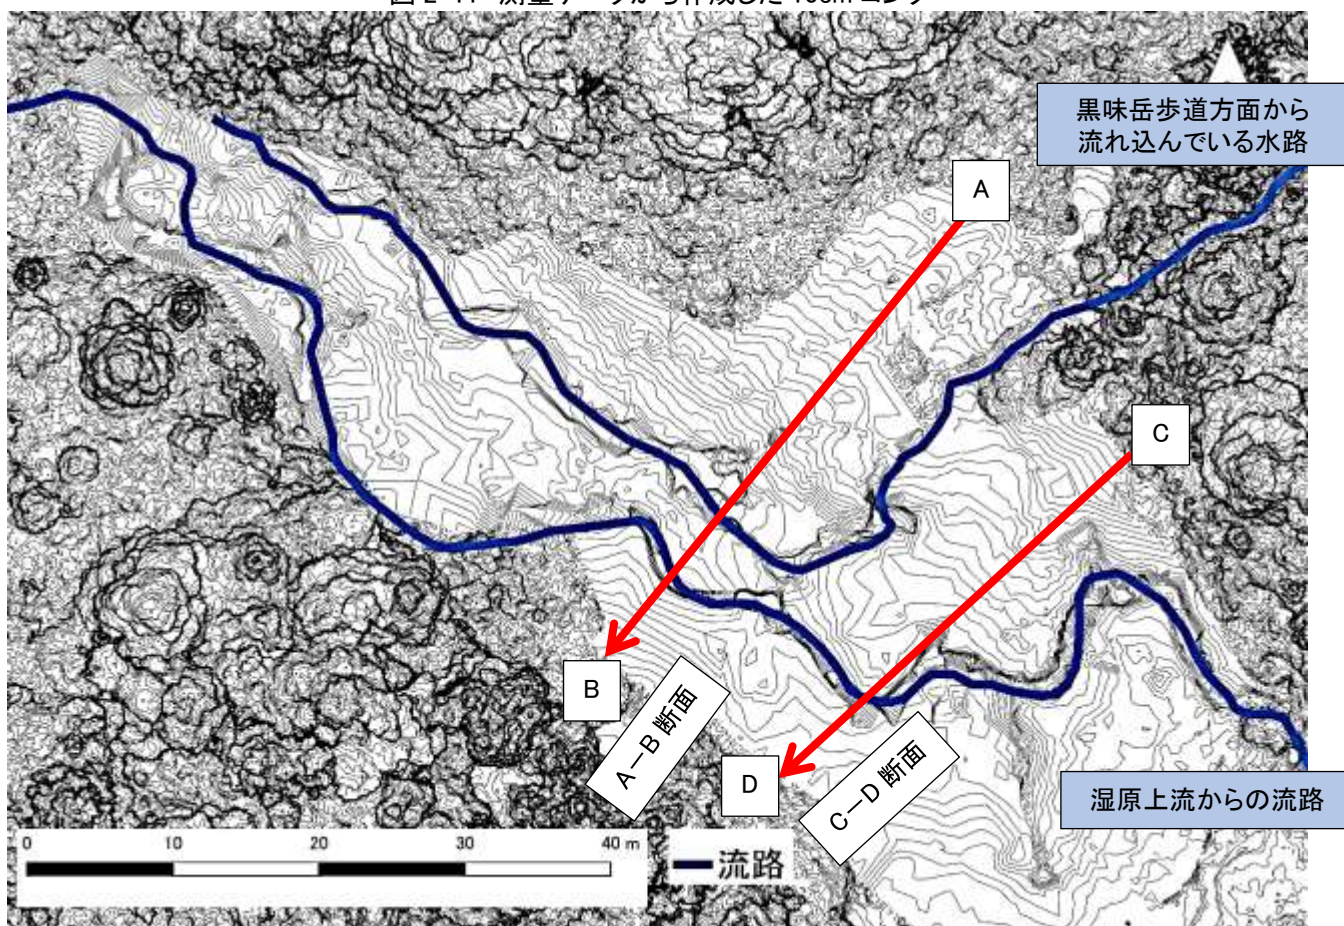 黒味岳歩道方面から
流れ込んでいる水路
A
C
B
A－B 断面
D
C－D 断面
湿原上流からの流路
0 10 20 30 40 m
流路